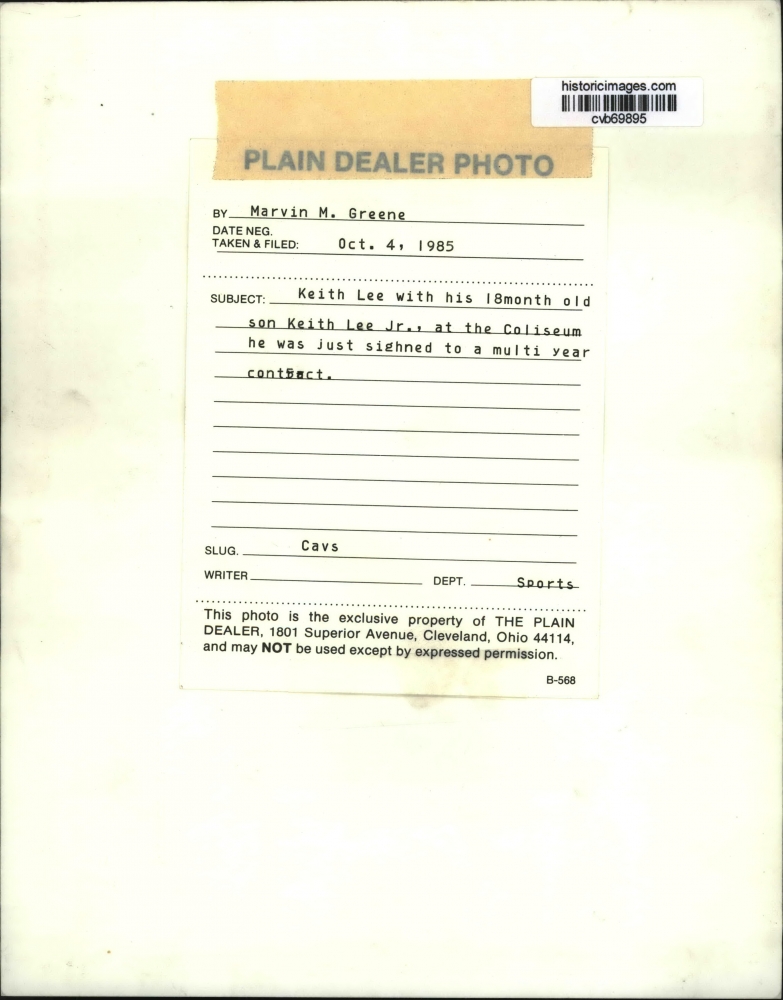 historicimages.com
cvb69895
PLAIN DEALER PHOTO
BY Marvin M. Greene
DATE NEG.
TAKEN & FILED: Oct. 4, 1985
SUBJECT: Keith Lee with his 18month old
son Keith Lee Jr., at the Coliseum
he was just sighned to a multi year
SLUG. Cavs
WRITER DEPT. Sports
This photo is the exclusive property of THE PLAIN
DEALER, 1801 Superior Avenue, Cleveland, Ohio 44114,
and may NOT be used except by expressed permission.
B-568